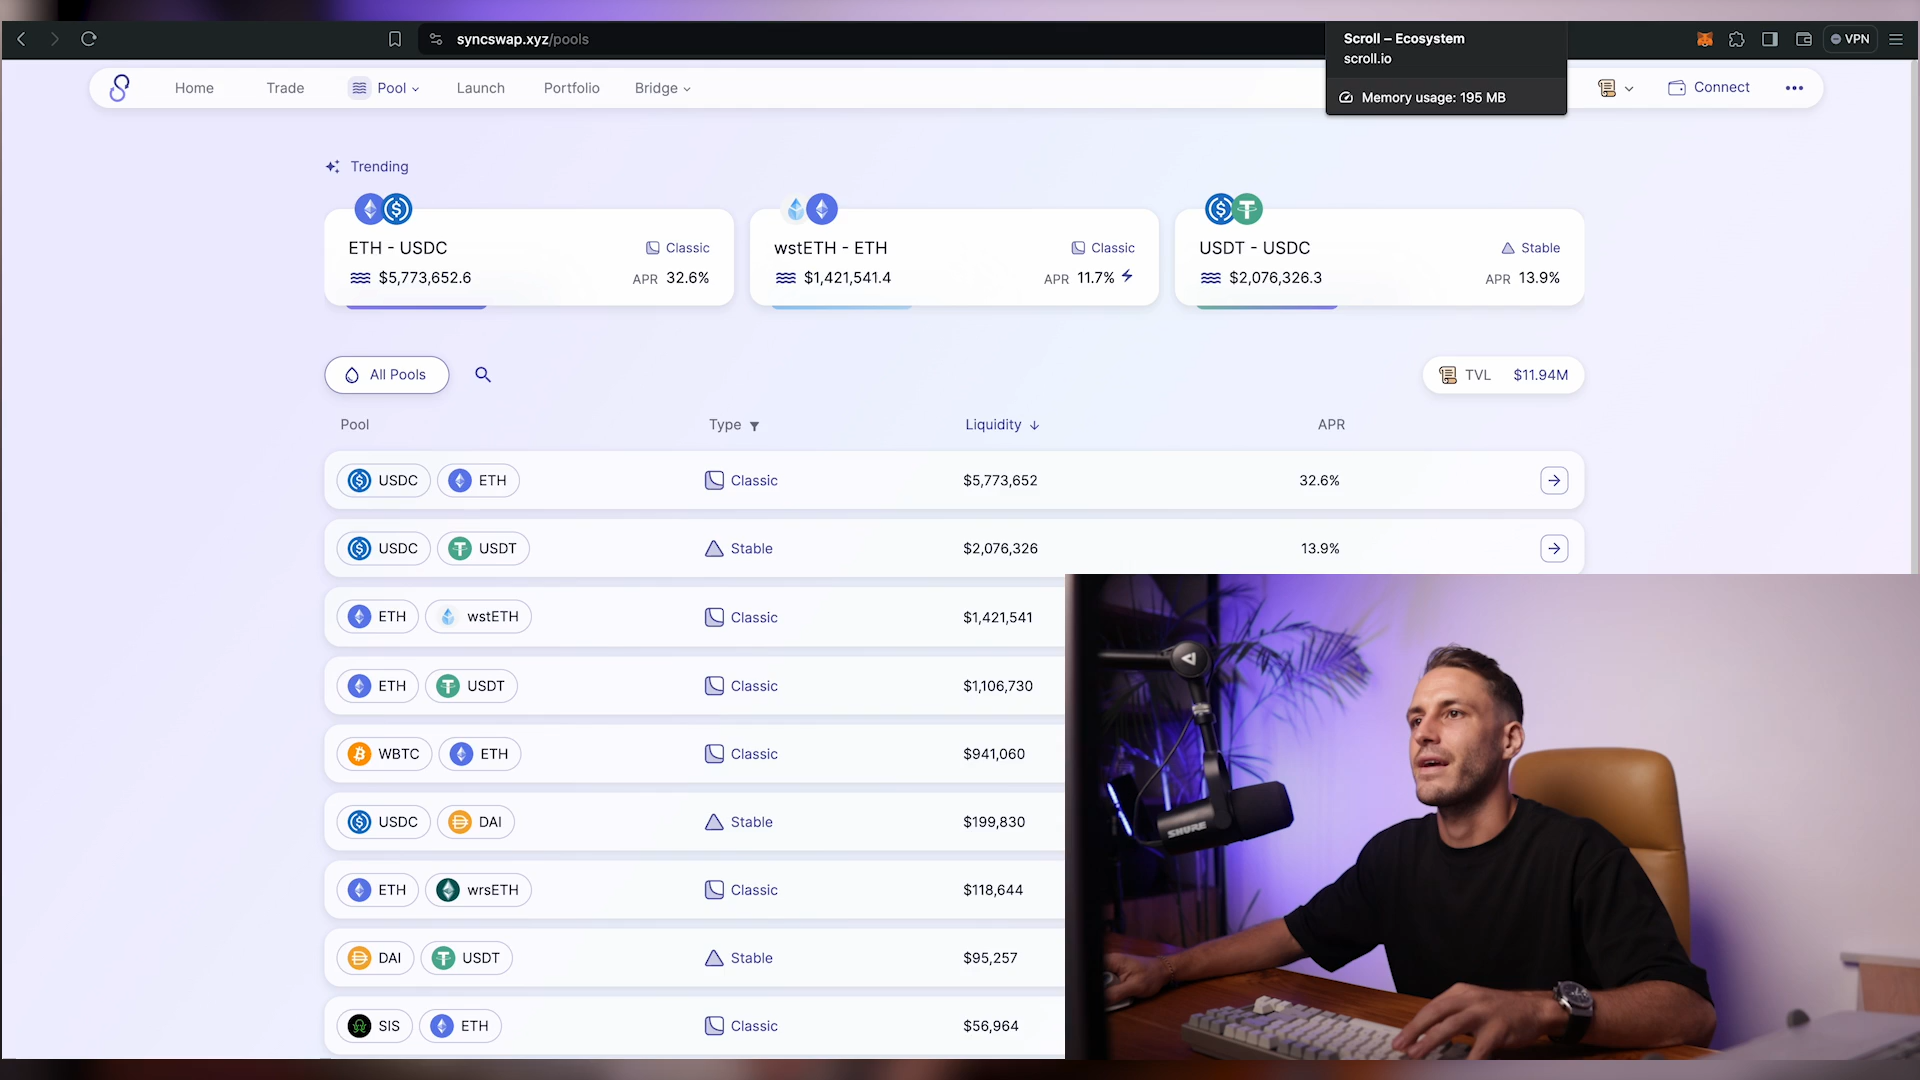 syncswap.xyz/pools
Scroll – Ecosystem
scroll.io
Memory usage: 195 MB
VPN
Home
Trade
Pool
Launch
Portfolio
Bridge
Connect
Trending
ETH - USDC
Classic
$5,773,652.6
APR 32.6%
wstETH - ETH
Classic
$1,421,541.4
APR 11.7%
USDT - USDC
Stable
$2,076,326.3
APR 13.9%
All Pools
TVL $11.94M
Pool Type Liquidity APR
USDC ETH Classic $5,773,652 32.6%
USDC USDT Stable $2,076,326 13.9%
ETH wstETH Classic $1,421,541
ETH USDT Classic $1,106,730
WBTC ETH Classic $941,060
USDC DAI Stable $199,830
ETH wrsETH Classic $118,644
DAI USDT Stable $95,257
SIS ETH Classic $56,964
SHURE